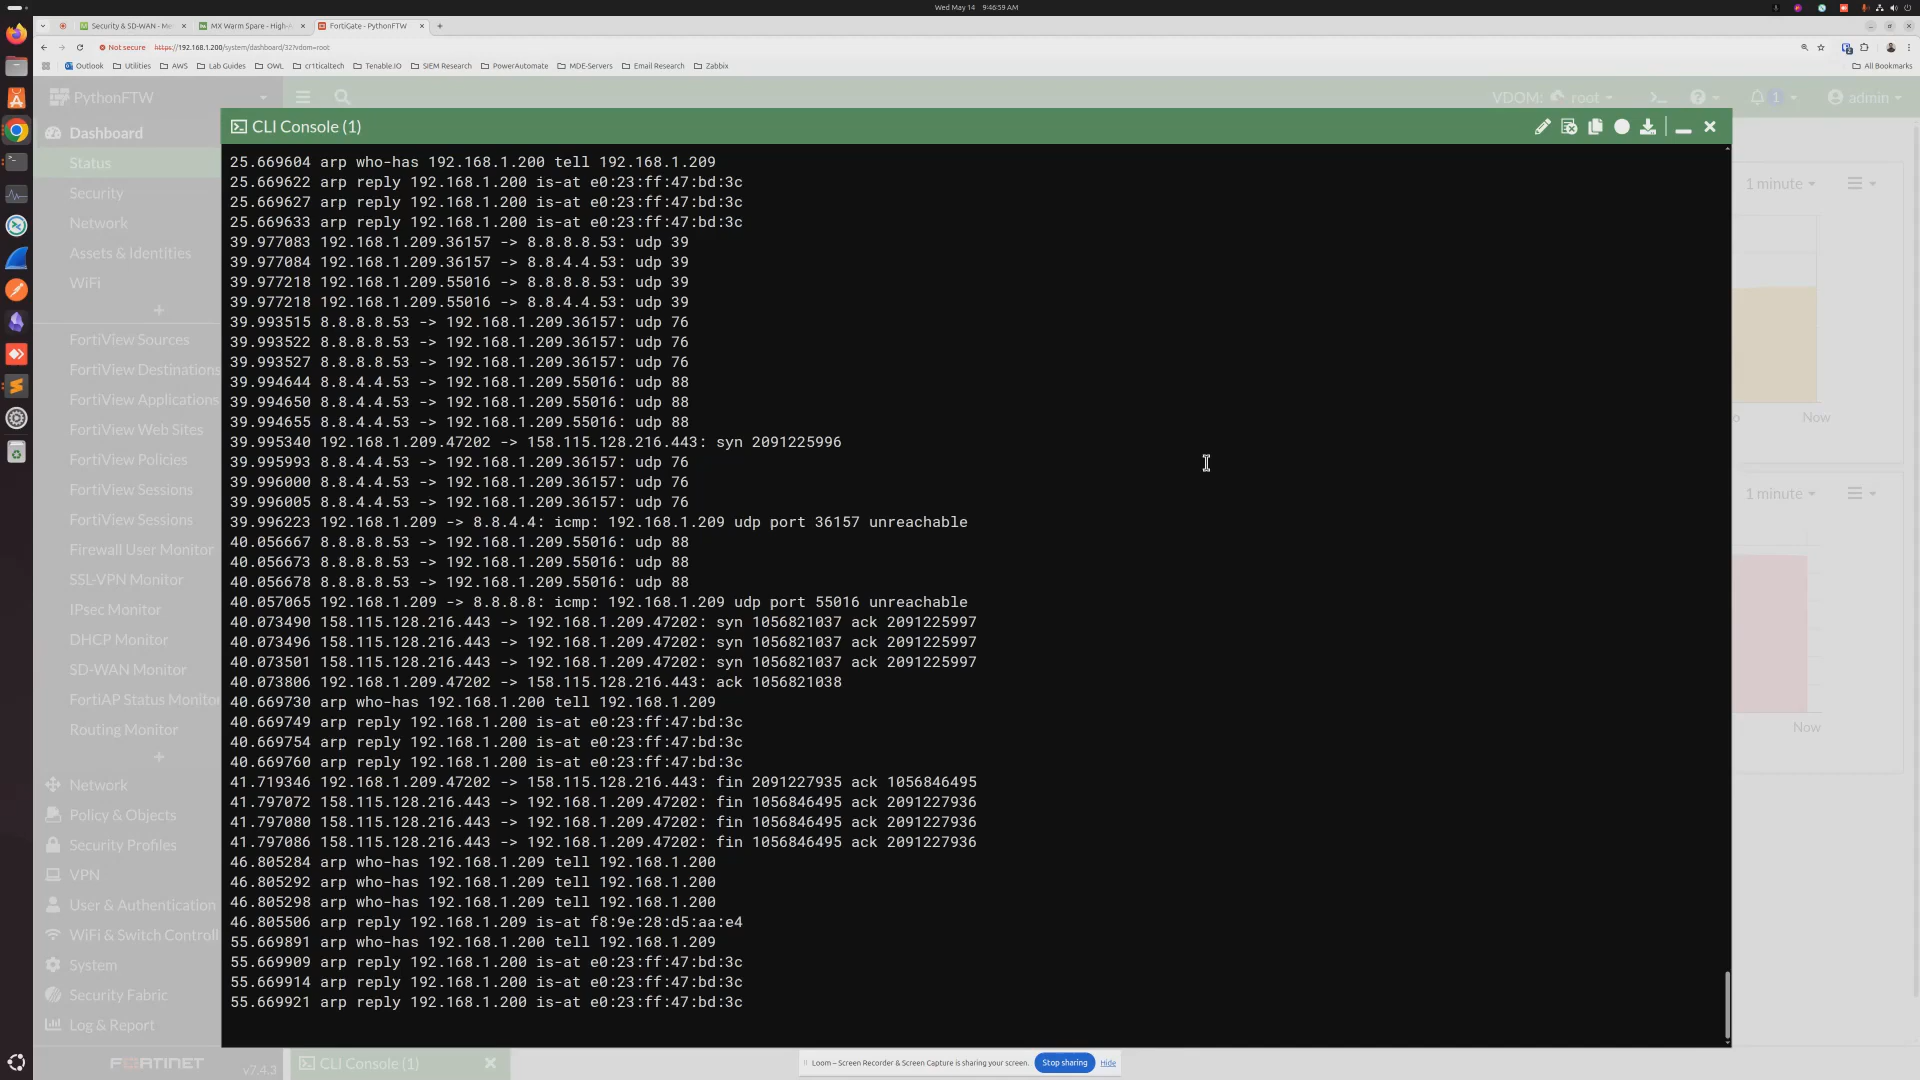 Wed May 14 9:46:59 AM
Security & SD-WAN - Me
MX Warm Spare - High-A
FortiGate - PythonFTW
Not secure https://192.168.1.200/system/dashboard/32?vdom=root
Outlook Utilities AWS Lab Guides OWL cr1ticaltech Tenable.IO SIEM Research PowerAutomate MDE-Servers Email Research Zabbix All Bookmarks
PythonFTW
VDOM: root
1
admin
Dashboard
Status
Security
Network
Assets & Identities
WiFi
FortiView Sources
FortiView Destinations
FortiView Applications
FortiView Web Sites
FortiView Policies
FortiView Sessions
FortiView Sessions
Firewall User Monitor
SSL-VPN Monitor
IPsec Monitor
DHCP Monitor
SD-WAN Monitor
FortiAP Status Monitor
Routing Monitor
Network
Policy & Objects
Security Profiles
VPN
User & Authentication
WiFi & Switch Controll
System
Security Fabric
Log & Report
FORTINET v7.4.3
CLI Console (1)
25.669604 arp who-has 192.168.1.200 tell 192.168.1.209
25.669622 arp reply 192.168.1.200 is-at e0:23:ff:47:bd:3c
25.669627 arp reply 192.168.1.200 is-at e0:23:ff:47:bd:3c
25.669633 arp reply 192.168.1.200 is-at e0:23:ff:47:bd:3c
39.977083 192.168.1.209.36157 -> 8.8.8.8.53: udp 39
39.977084 192.168.1.209.36157 -> 8.8.4.4.53: udp 39
39.977218 192.168.1.209.55016 -> 8.8.8.8.53: udp 39
39.977218 192.168.1.209.55016 -> 8.8.4.4.53: udp 39
39.993515 8.8.8.8.53 -> 192.168.1.209.36157: udp 76
39.993522 8.8.8.8.53 -> 192.168.1.209.36157: udp 76
39.993527 8.8.8.8.53 -> 192.168.1.209.36157: udp 76
39.994644 8.8.4.4.53 -> 192.168.1.209.55016: udp 88
39.994650 8.8.4.4.53 -> 192.168.1.209.55016: udp 88
39.994655 8.8.4.4.53 -> 192.168.1.209.55016: udp 88
39.995340 192.168.1.209.47202 -> 158.115.128.216.443: syn 2091225996
39.995993 8.8.4.4.53 -> 192.168.1.209.36157: udp 76
39.996000 8.8.4.4.53 -> 192.168.1.209.36157: udp 76
39.996005 8.8.4.4.53 -> 192.168.1.209.36157: udp 76
39.996223 192.168.1.209 -> 8.8.4.4: icmp: 192.168.1.209 udp port 36157 unreachable
40.056667 8.8.8.8.53 -> 192.168.1.209.55016: udp 88
40.056673 8.8.8.8.53 -> 192.168.1.209.55016: udp 88
40.056678 8.8.8.8.53 -> 192.168.1.209.55016: udp 88
40.057065 192.168.1.209 -> 8.8.8.8: icmp: 192.168.1.209 udp port 55016 unreachable
40.073490 158.115.128.216.443 -> 192.168.1.209.47202: syn 1056821037 ack 2091225997
40.073496 158.115.128.216.443 -> 192.168.1.209.47202: syn 1056821037 ack 2091225997
40.073501 158.115.128.216.443 -> 192.168.1.209.47202: syn 1056821037 ack 2091225997
40.073806 192.168.1.209.47202 -> 158.115.128.216.443: ack 1056821038
40.669730 arp who-has 192.168.1.200 tell 192.168.1.209
40.669749 arp reply 192.168.1.200 is-at e0:23:ff:47:bd:3c
40.669754 arp reply 192.168.1.200 is-at e0:23:ff:47:bd:3c
40.669760 arp reply 192.168.1.200 is-at e0:23:ff:47:bd:3c
41.719346 192.168.1.209.47202 -> 158.115.128.216.443: fin 2091227935 ack 1056846495
41.797072 158.115.128.216.443 -> 192.168.1.209.47202: fin 1056846495 ack 2091227936
41.797080 158.115.128.216.443 -> 192.168.1.209.47202: fin 1056846495 ack 2091227936
41.797086 158.115.128.216.443 -> 192.168.1.209.47202: fin 1056846495 ack 2091227936
46.805284 arp who-has 192.168.1.209 tell 192.168.1.200
46.805292 arp who-has 192.168.1.209 tell 192.168.1.200
46.805298 arp who-has 192.168.1.209 tell 192.168.1.200
46.805506 arp reply 192.168.1.209 is-at f8:9e:28:d5:aa:e4
55.669891 arp who-has 192.168.1.200 tell 192.168.1.209
55.669909 arp reply 192.168.1.200 is-at e0:23:ff:47:bd:3c
55.669914 arp reply 192.168.1.200 is-at e0:23:ff:47:bd:3c
55.669921 arp reply 192.168.1.200 is-at e0:23:ff:47:bd:3c
1 minute
Now
1 minute
Now
CLI Console (1)
Loom – Screen Recorder & Screen Capture is sharing your screen. Stop sharing Hide